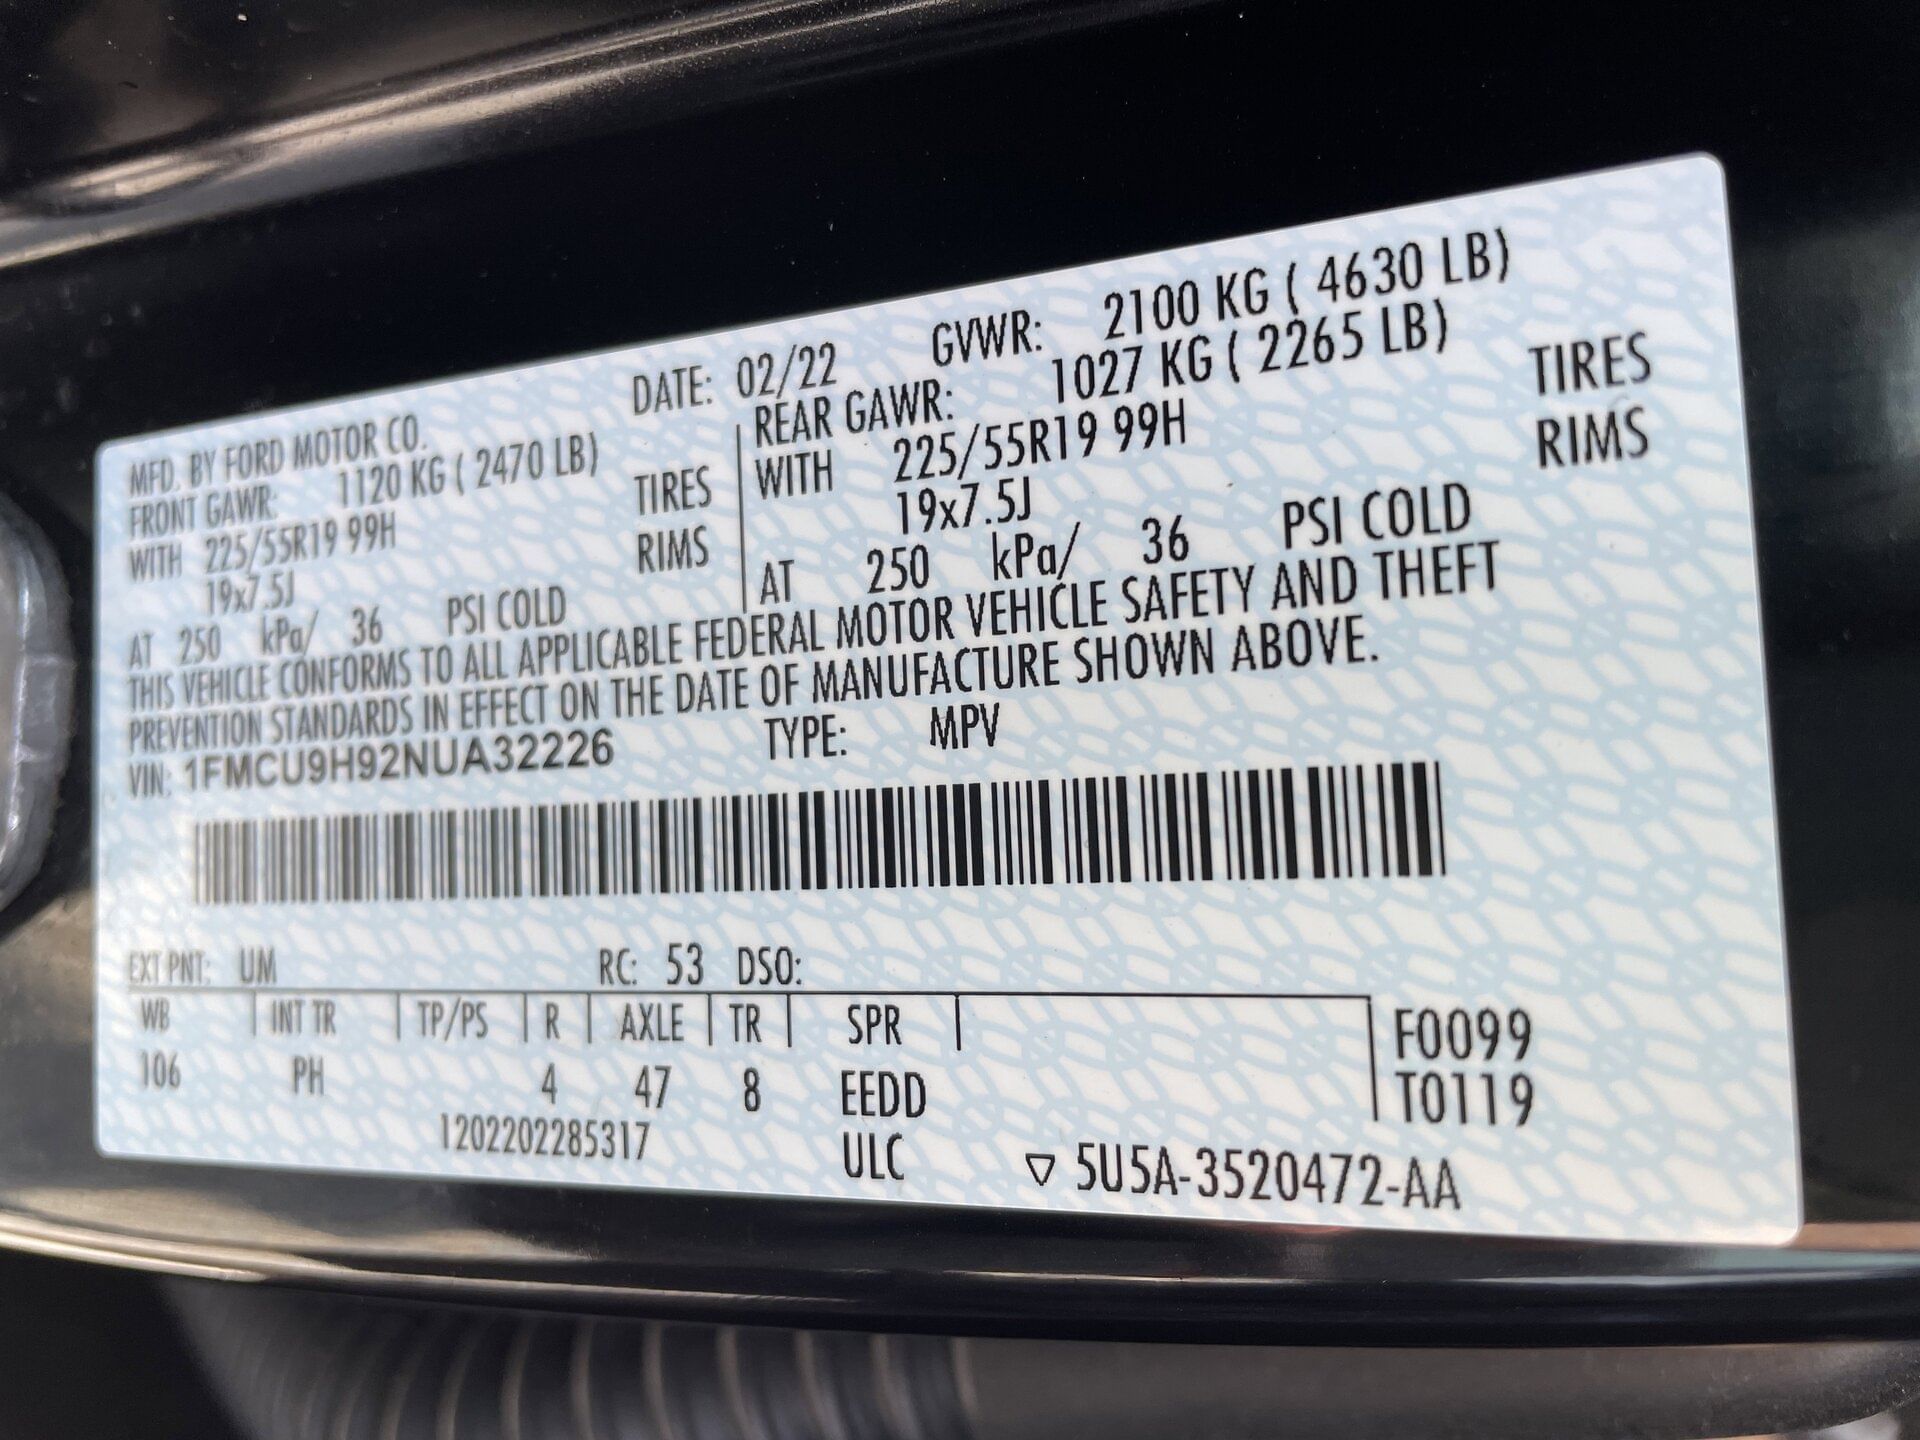 MFD. BY FORD MOTOR CO. DATE: 02/22 GVWR: 2100 KG ( 4630 LB)
FRONT GAWR: 1120 KG ( 2470 LB) REAR GAWR: 1027 KG ( 2265 LB)
WITH 225/55R19 99H TIRES WITH 225/55R19 99H TIRES
19x7.5J RIMS 19x7.5J RIMS
AT 250 kPa/ 36 PSI COLD AT 250 kPa/ 36 PSI COLD
THIS VEHICLE CONFORMS TO ALL APPLICABLE FEDERAL MOTOR VEHICLE SAFETY AND THEFT
PREVENTION STANDARDS IN EFFECT ON THE DATE OF MANUFACTURE SHOWN ABOVE.
VIN: 1FMCU9H92NUA32226 TYPE: MPV
EXT PNT: UM RC: 53 DSO:
WB INT TR TP/PS R AXLE TR SPR F0099
106 PH 4 47 8 EEDD T0119
1202202285317 ULC ▽ 5U5A-3520472-AA